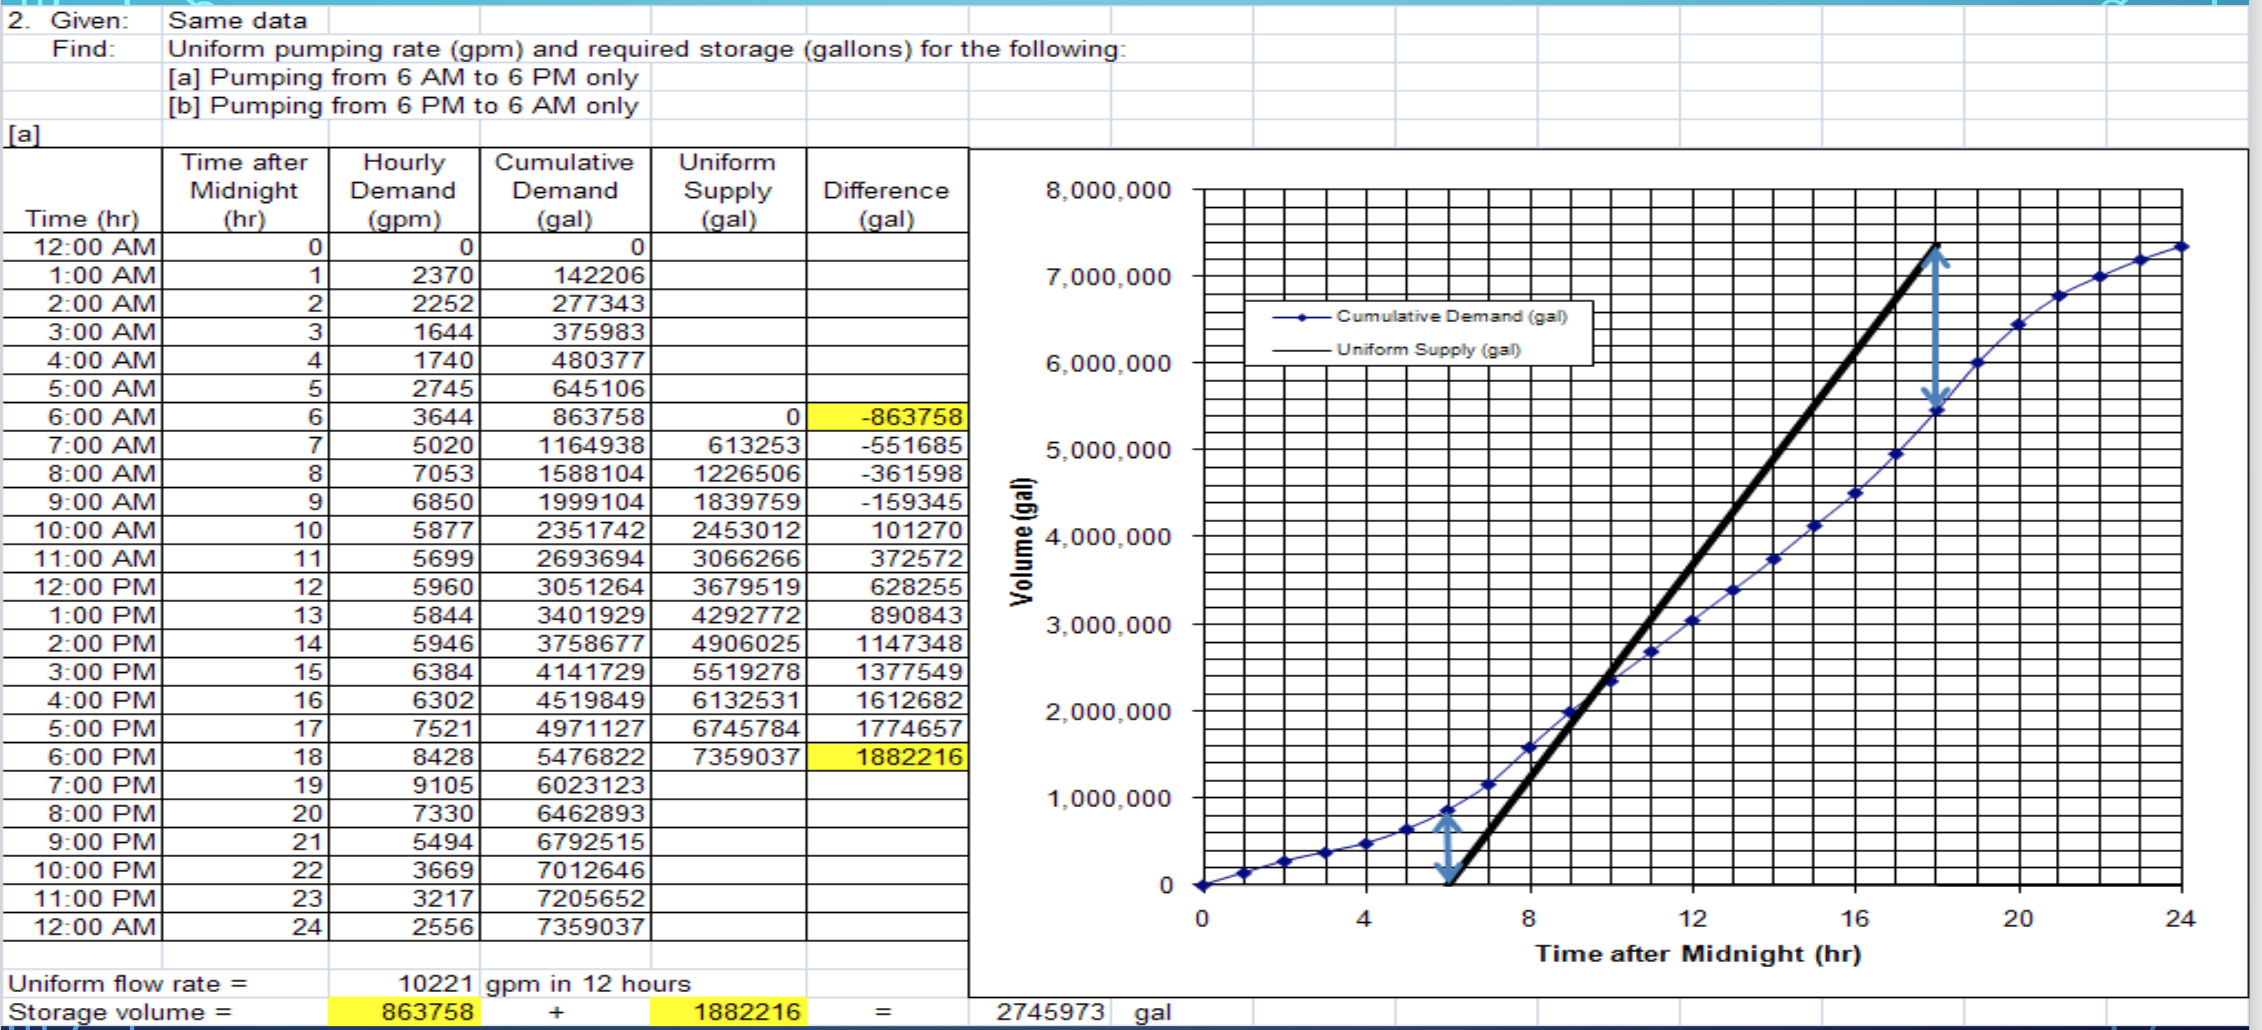 2. Given: Same data
Find: Uniform pumping rate (gpm) and required storage (gallons) for the following:
[a] Pumping from 6 AM to 6 PM only
[b] Pumping from 6 PM to 6 AM only
[a]
Time (hr) Time after Midnight (hr) Hourly Demand (gpm) Cumulative Demand (gal) Uniform Supply (gal) Difference (gal)
12:00 AM 0 0 0
1:00 AM 1 2370 142206
2:00 AM 2 2252 277343
3:00 AM 3 1644 375983
4:00 AM 4 1740 480377
5:00 AM 5 2745 645106
6:00 AM 6 3644 863758 0 -863758
7:00 AM 7 5020 1164938 613253 -551685
8:00 AM 8 7053 1588104 1226506 -361598
9:00 AM 9 6850 1999104 1839759 -159345
10:00 AM 10 5877 2351742 2453012 101270
11:00 AM 11 5699 2693694 3066266 372572
12:00 PM 12 5960 3051264 3679519 628255
1:00 PM 13 5844 3401929 4292772 890843
2:00 PM 14 5946 3758677 4906025 1147348
3:00 PM 15 6384 4141729 5519278 1377549
4:00 PM 16 6302 4519849 6132531 1612682
5:00 PM 17 7521 4971127 6745784 1774657
6:00 PM 18 8428 5476822 7359037 1882216
7:00 PM 19 9105 6023123
8:00 PM 20 7330 6462893
9:00 PM 21 5494 6792515
10:00 PM 22 3669 7012646
11:00 PM 23 3217 7205652
12:00 AM 24 2556 7359037
Uniform flow rate = 10221 gpm in 12 hours
Storage volume = 863758 + 1882216 = 2745973 gal
8,000,000
7,000,000
6,000,000
5,000,000
4,000,000
3,000,000
2,000,000
1,000,000
0
Volume (gal)
Cumulative Demand (gal)
Uniform Supply (gal)
0 4 8 12 16 20 24
Time after Midnight (hr)